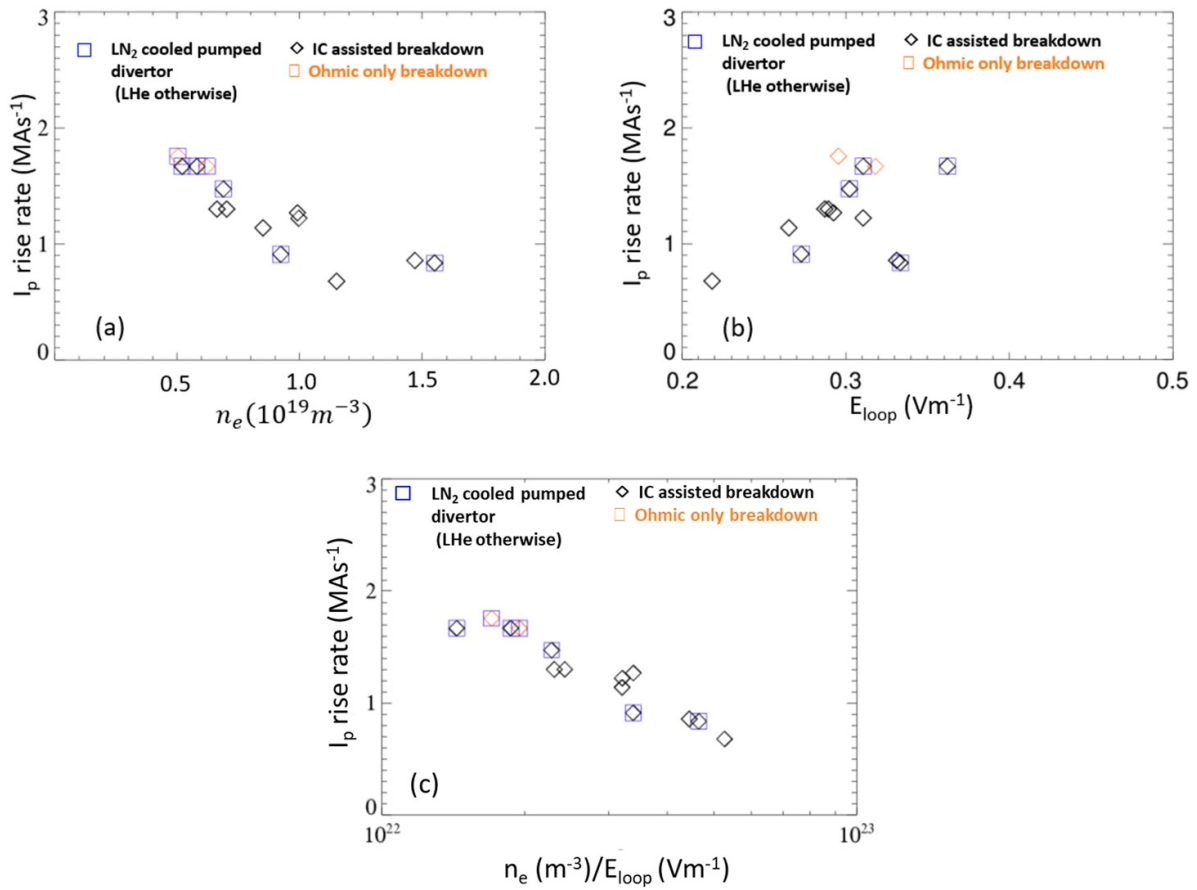 3
LN₂ cooled pumped
divertor
(LHe otherwise)
IC assisted breakdown
Ohmic only breakdown
2
1
0
Iₚ rise rate (MAs⁻¹)
(a)
0.5 1.0 1.5 2.0
nₑ(10¹⁹m⁻³)
3
LN₂ cooled pumped
divertor
(LHe otherwise)
IC assisted breakdown
Ohmic only breakdown
2
1
0
Iₚ rise rate (MAs⁻¹)
(b)
0.2 0.3 0.4 0.5
E_loop (Vm⁻¹)
3
LN₂ cooled pumped
divertor
(LHe otherwise)
IC assisted breakdown
Ohmic only breakdown
2
1
0
Iₚ rise rate (MAs⁻¹)
(c)
10²² 10²³
nₑ (m⁻³)/E_loop (Vm⁻¹)